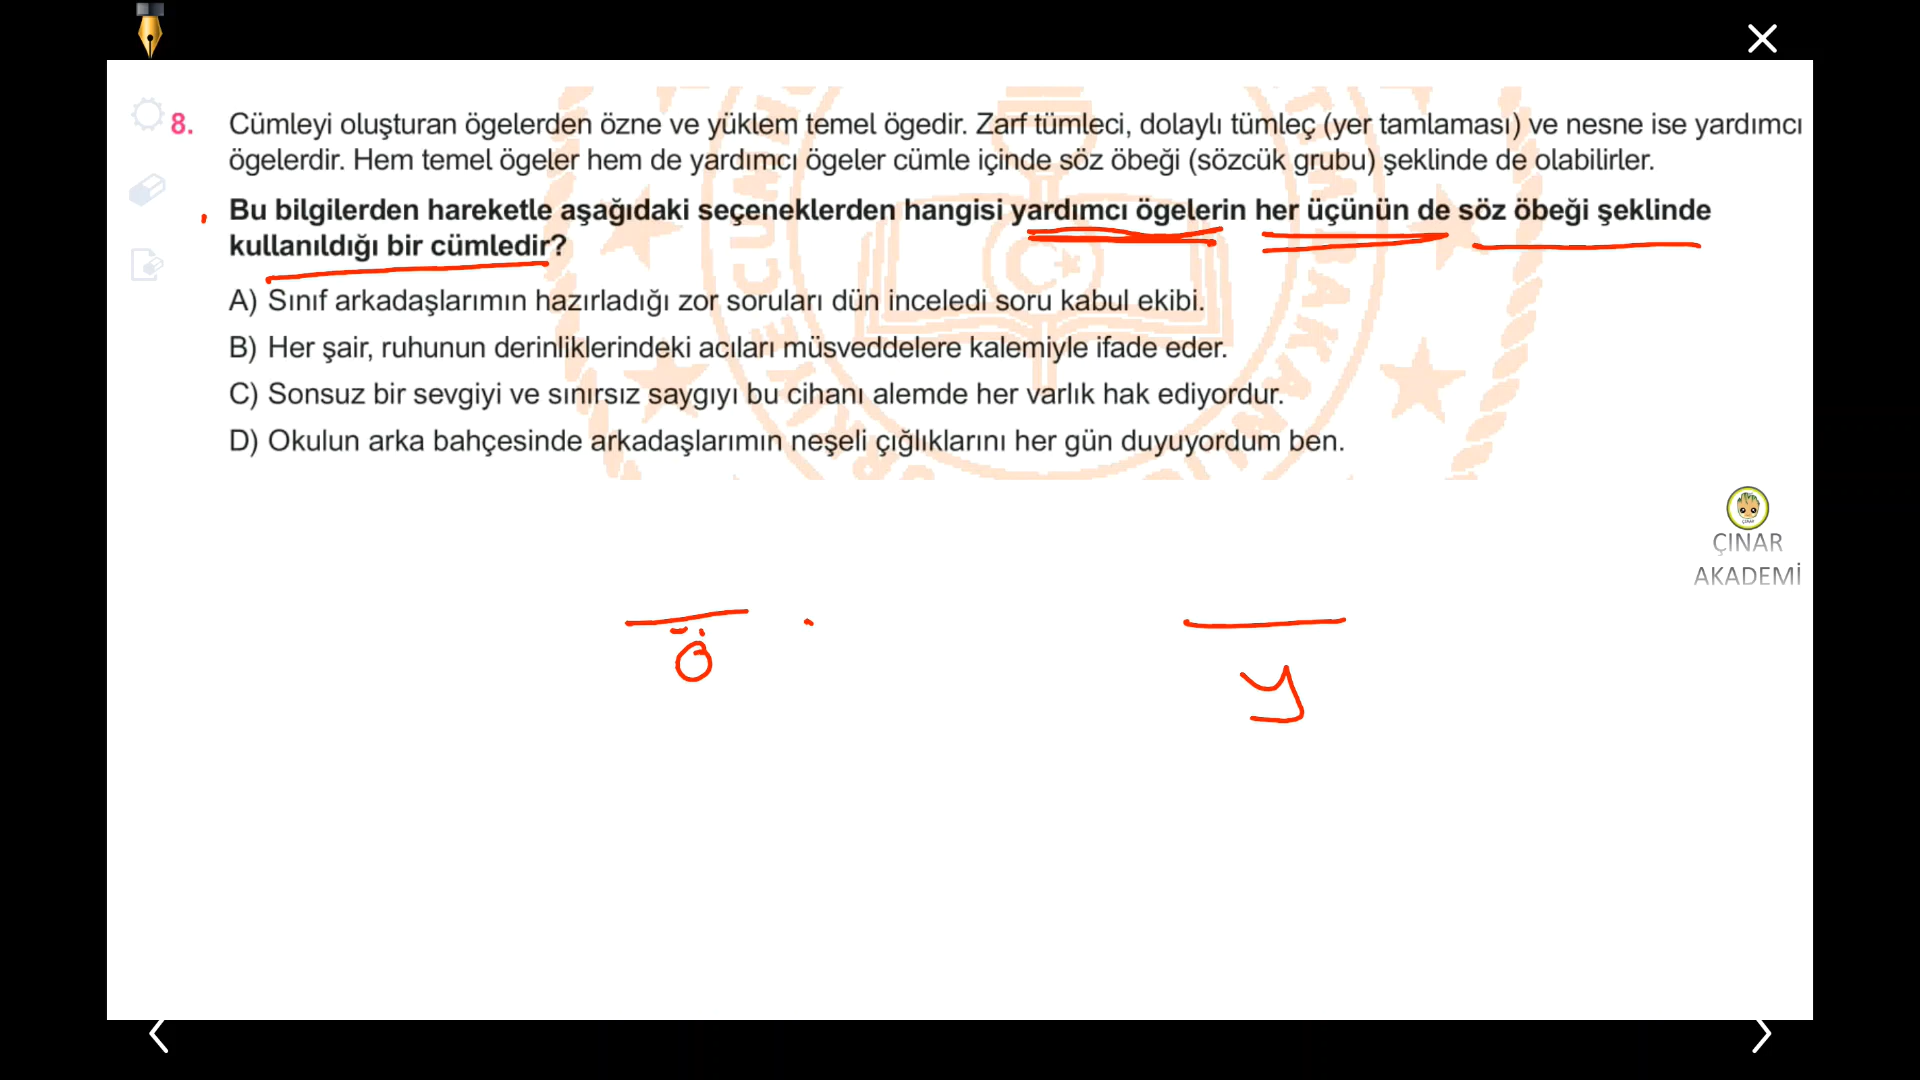 8. Cümleyi oluşturan ögelerden özne ve yüklem temel ögedir. Zarf tümleci, dolaylı tümleç (yer tamlaması) ve nesne ise yardımcı
ögelerdir. Hem temel ögeler hem de yardımcı ögeler cümle içinde söz öbeği (sözcük grubu) şeklinde de olabilirler.
Bu bilgilerden hareketle aşağıdaki seçeneklerden hangisi yardımcı ögelerin her üçünün de söz öbeği şeklinde
kullanıldığı bir cümledir?
A) Sınıf arkadaşlarımın hazırladığı zor soruları dün inceledi soru kabul ekibi.
B) Her şair, ruhunun derinliklerindeki acıları müsveddelere kalemiyle ifade eder.
C) Sonsuz bir sevgiyi ve sınırsız saygıyı bu cihanı alemde her varlık hak ediyordur.
D) Okulun arka bahçesinde arkadaşlarımın neşeli çığlıklarını her gün duyuyordum ben.
ÇINAR
AKADEMİ
ö y